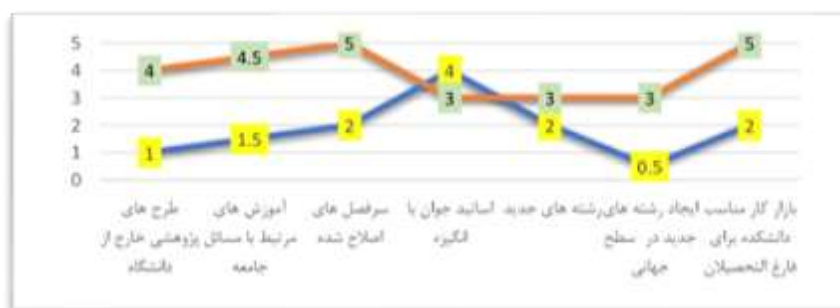 5
4
3
2
1
0
4
4.5
5
3
3
3
5
1
1.5
2
4
2
0.5
2
طرح های
پژوهشی خارج از
دانشگاه
آموزش های
مرتبط با مسائل
جامعه
سرفصل های
اصلاح شده
اساتید جوان با
انگیزه
رشته های جدید
ایجاد رشته های
جدید در سطح
جهانی
بازار کار مناسب
دانشکده برای
فارغ التحصیلان